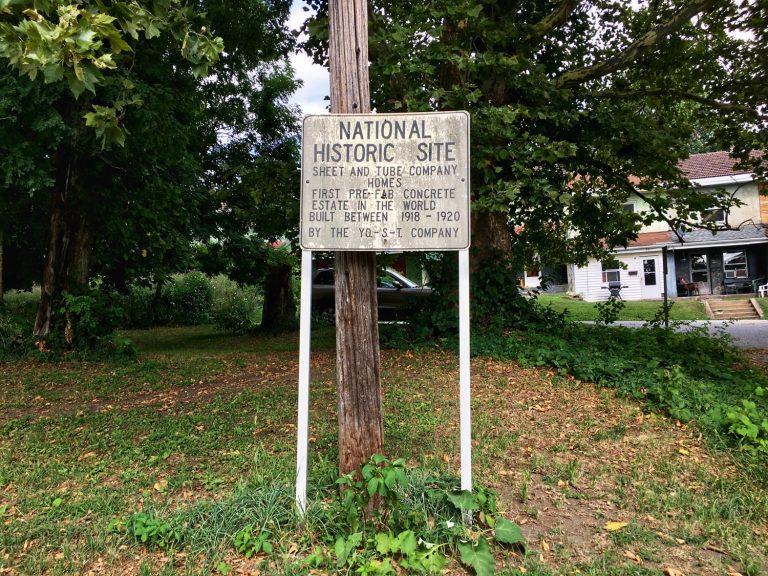 NATIONAL
HISTORIC SITE
SHEET AND TUBE COMPANY
HOMES
FIRST PRE-FAB CONCRETE
ESTATE IN THE WORLD
BUILT BETWEEN 1918 - 1920
BY THE YO.-S-T. COMPANY